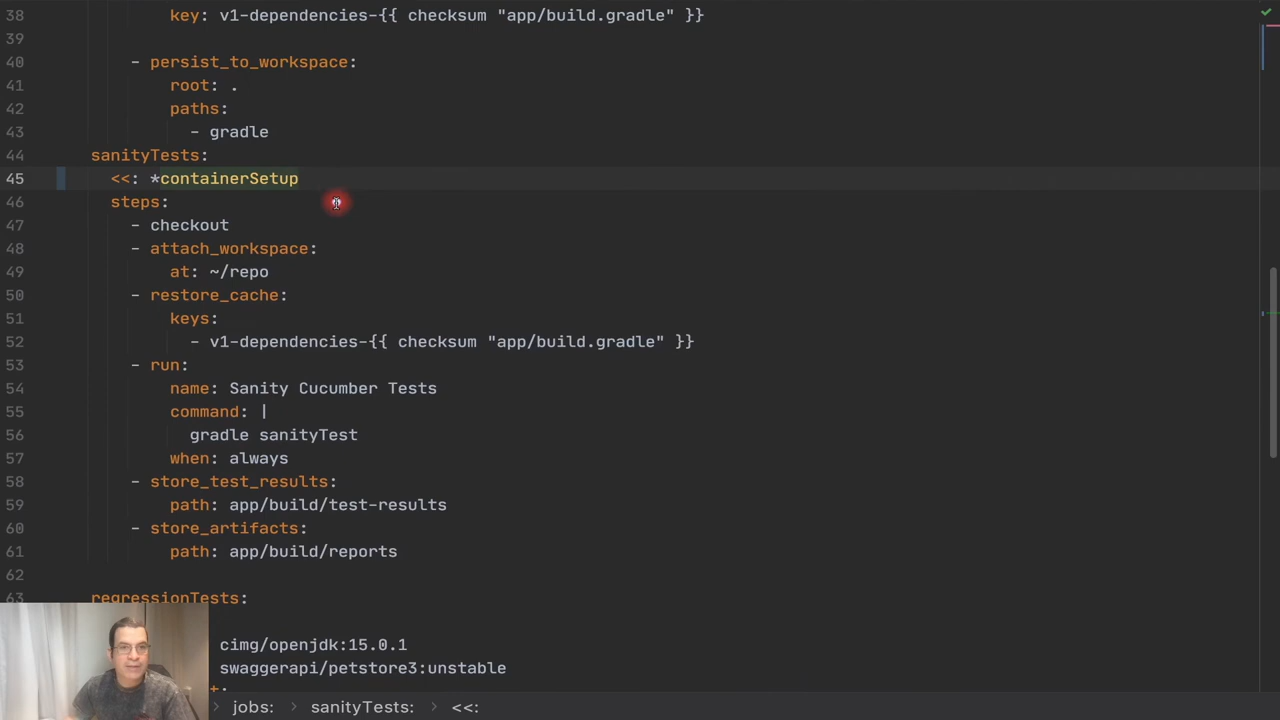 38 key: v1-dependencies-{{ checksum "app/build.gradle" }}
39
40 - persist_to_workspace:
41 root: .
42 paths:
43 - gradle
44 sanityTests:
45 <<: *containerSetup
46 steps:
47 - checkout
48 - attach_workspace:
49 at: ~/repo
50 - restore_cache:
51 keys:
52 - v1-dependencies-{{ checksum "app/build.gradle" }}
53 - run:
54 name: Sanity Cucumber Tests
55 command: |
56 gradle sanityTest
57 when: always
58 - store_test_results:
59 path: app/build/test-results
60 - store_artifacts:
61 path: app/build/reports
62
63 regressionTests:
cimg/openjdk:15.0.1
swaggerapi/petstore3:unstable
jobs: > sanityTests: > <<: